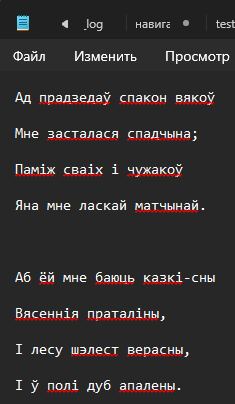 _log
навига
test
Файл
Изменить
Просмотр
Ад прадзедаў спакон вякоў
Мне засталася спадчына;
Паміж сваіх і чужакоў
Яна мне ласкай матчынай.
Аб ёй мне баюць казкі-сны
Вясеннія праталіны,
І лесу шэлест верасны,
І ў полі дуб апалены.